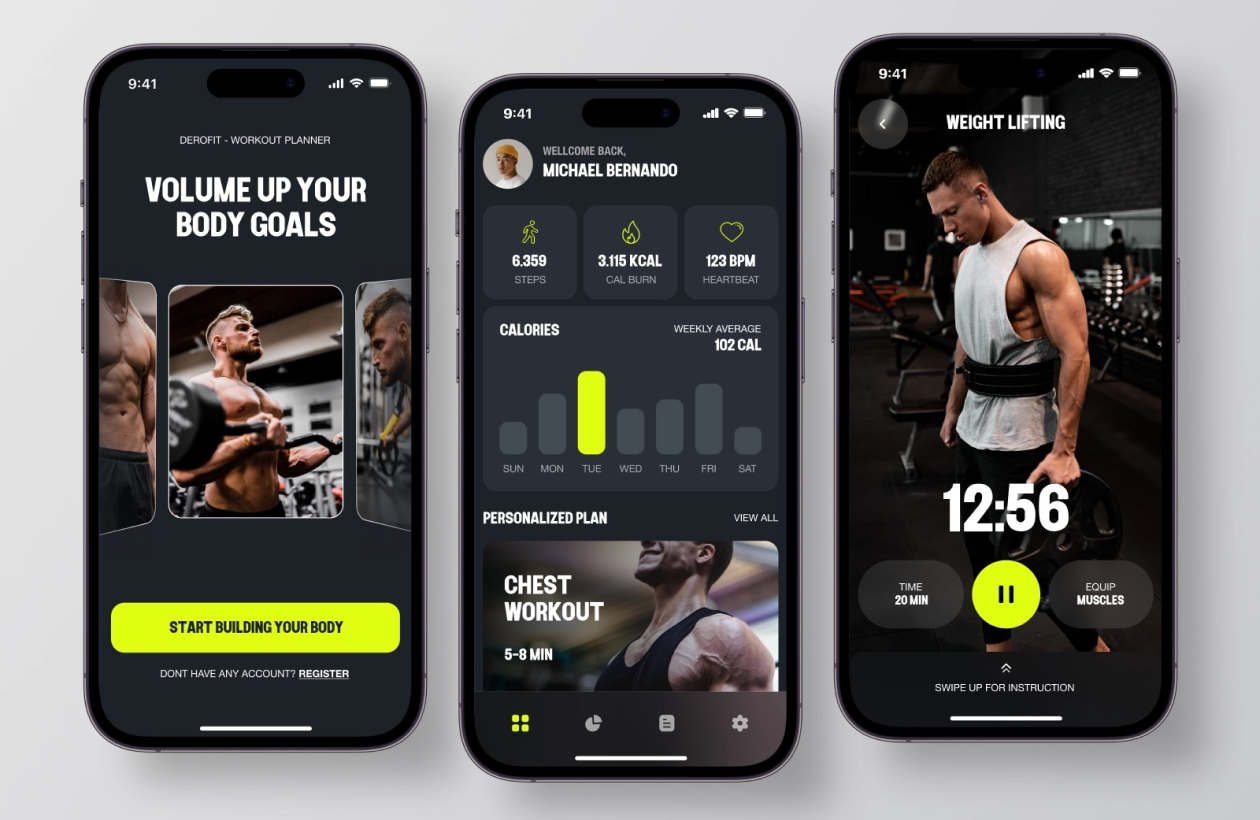 9:41
DEROFIT - WORKOUT PLANNER
VOLUME UP YOUR
BODY GOALS
START BUILDING YOUR BODY
DONT HAVE ANY ACCOUNT? REGISTER
9:41
WELLCOME BACK,
MICHAEL BERNANDO
6.359
STEPS
3.115 KCAL
CAL BURN
123 BPM
HEARTBEAT
CALORIES
WEEKLY AVERAGE
102 CAL
SUN MON TUE WED THU FRI SAT
PERSONALIZED PLAN
VIEW ALL
CHEST
WORKOUT
5-8 MIN
9:41
WEIGHT LIFTING
12:56
TIME
20 MIN
EQUIP
MUSCLES
SWIPE UP FOR INSTRUCTION